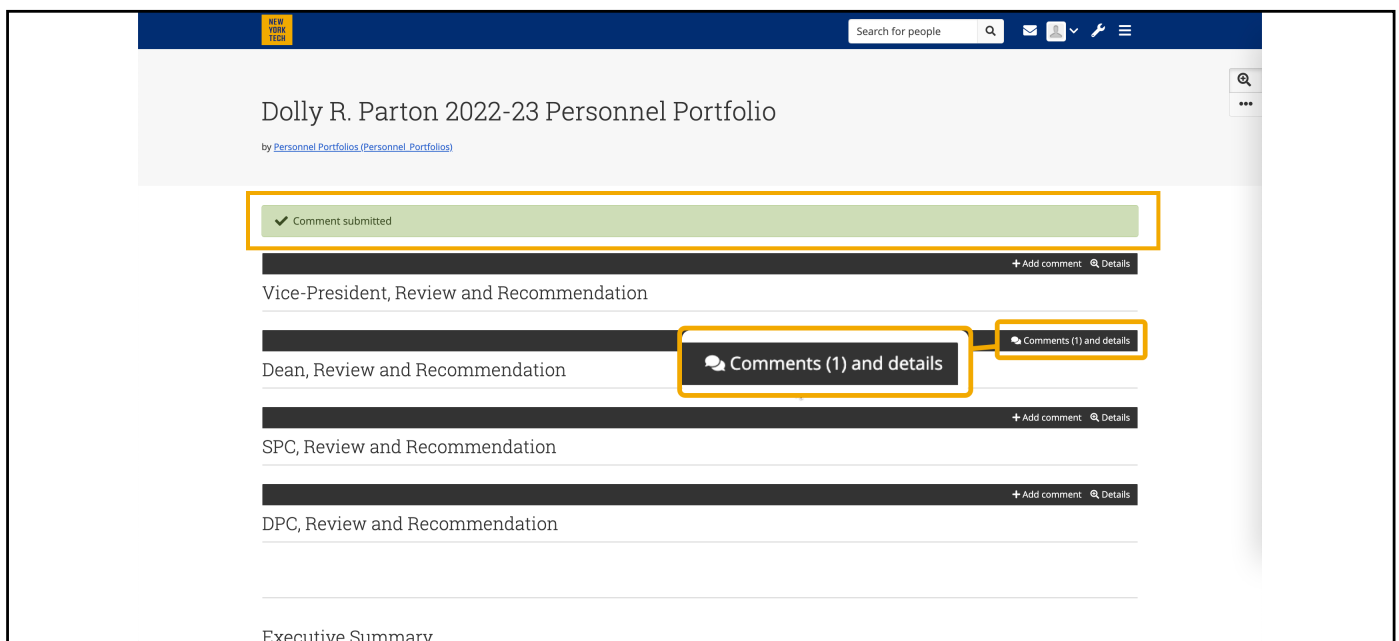 NEW
YORK
TECH
Search for people
Dolly R. Parton 2022-23 Personnel Portfolio
by Personnel Portfolios (Personnel_Portfolios)
Comment submitted
Add comment Details
Vice-President, Review and Recommendation
Comments (1) and details
Comments (1) and details
Dean, Review and Recommendation
Add comment Details
SPC, Review and Recommendation
Add comment Details
DPC, Review and Recommendation
Executive Summary